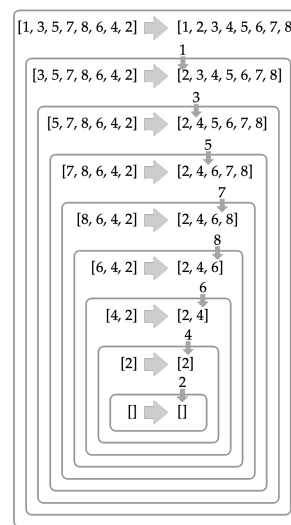 [1, 3, 5, 7, 8, 6, 4, 2] [1, 2, 3, 4, 5, 6, 7, 8
1
[3, 5, 7, 8, 6, 4, 2] [2, 3, 4, 5, 6, 7, 8]
3
[5, 7, 8, 6, 4, 2] [2, 4, 5, 6, 7, 8]
5
[7, 8, 6, 4, 2] [2, 4, 6, 7, 8]
7
[8, 6, 4, 2] [2, 4, 6, 8]
8
[6, 4, 2] [2, 4, 6]
6
[4, 2] [2, 4]
4
[2] [2]
2
[] []